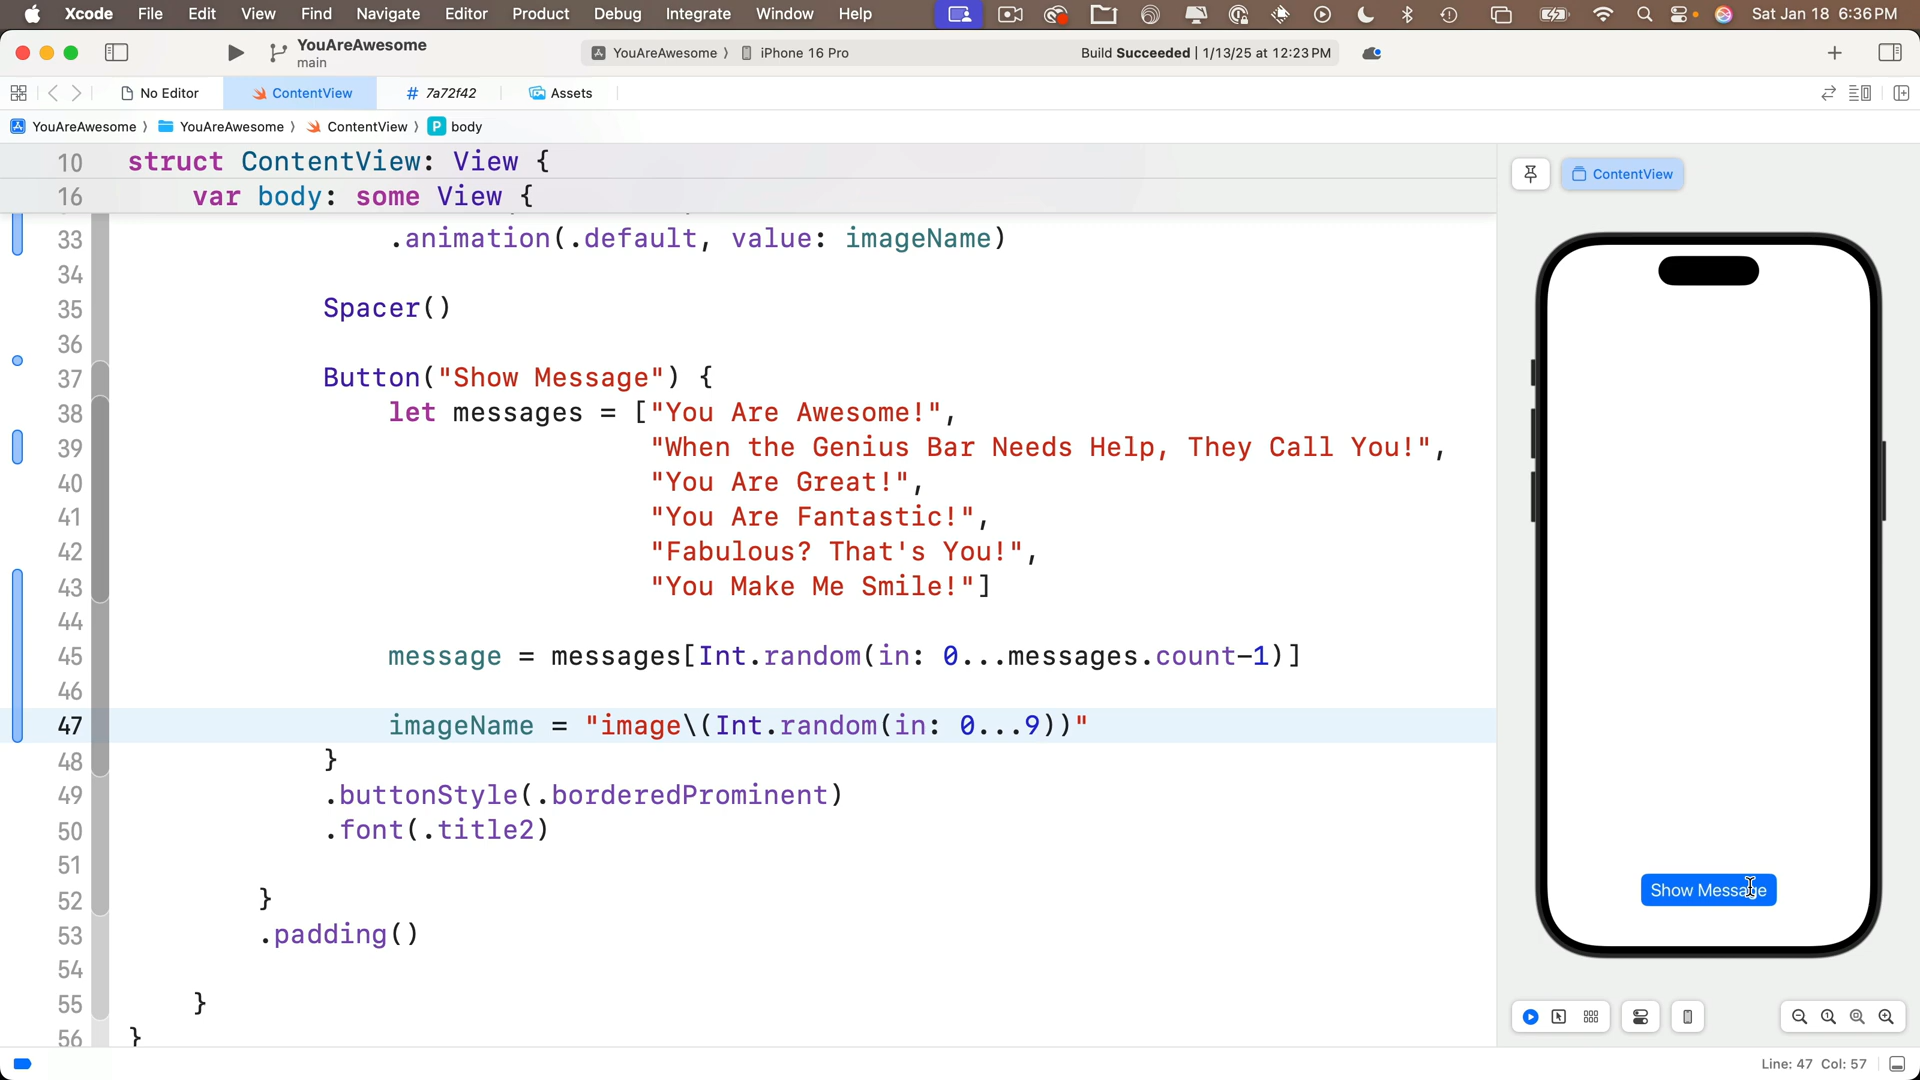 Xcode File Edit View Find Navigate Editor Product Debug Integrate Window Help Sat Jan 18 6:36 PM
YouAreAwesome
main
YouAreAwesome iPhone 16 Pro Build Succeeded | 1/13/25 at 12:23 PM
No Editor ContentView # 7a72f42 Assets
YouAreAwesome YouAreAwesome ContentView P body
10 struct ContentView: View {
16 var body: some View {
33 .animation(.default, value: imageName)
34
35 Spacer()
36
37 Button("Show Message") {
38 let messages = ["You Are Awesome!",
39 "When the Genius Bar Needs Help, They Call You!",
40 "You Are Great!",
41 "You Are Fantastic!",
42 "Fabulous? That's You!",
43 "You Make Me Smile!"]
44
45 message = messages[Int.random(in: 0...messages.count-1)]
46
47 imageName = "image\(Int.random(in: 0...9))"
48 }
49 .buttonStyle(.borderedProminent)
50 .font(.title2)
51
52 }
53 .padding()
54
55 }
56 }
ContentView
Show Message
Line: 47 Col: 57